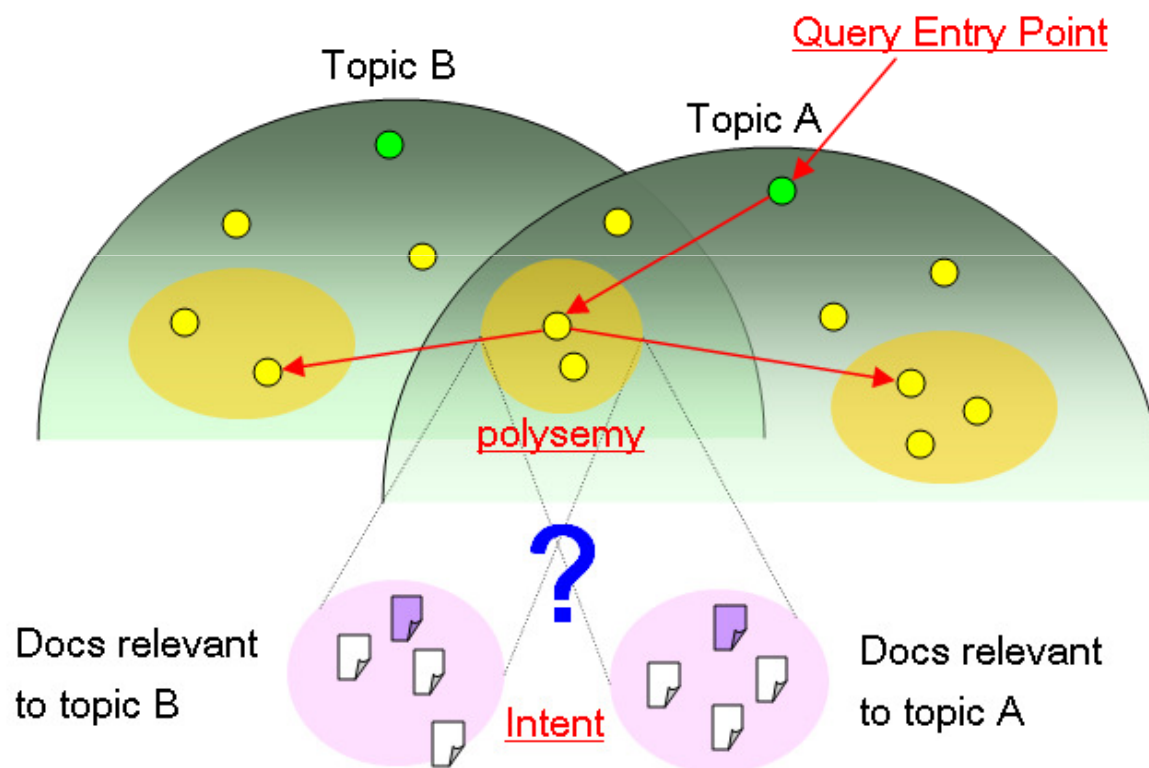 Query Entry Point
Topic B
Topic A
polysemy
?
Docs relevant
to topic B
Intent
Docs relevant
to topic A